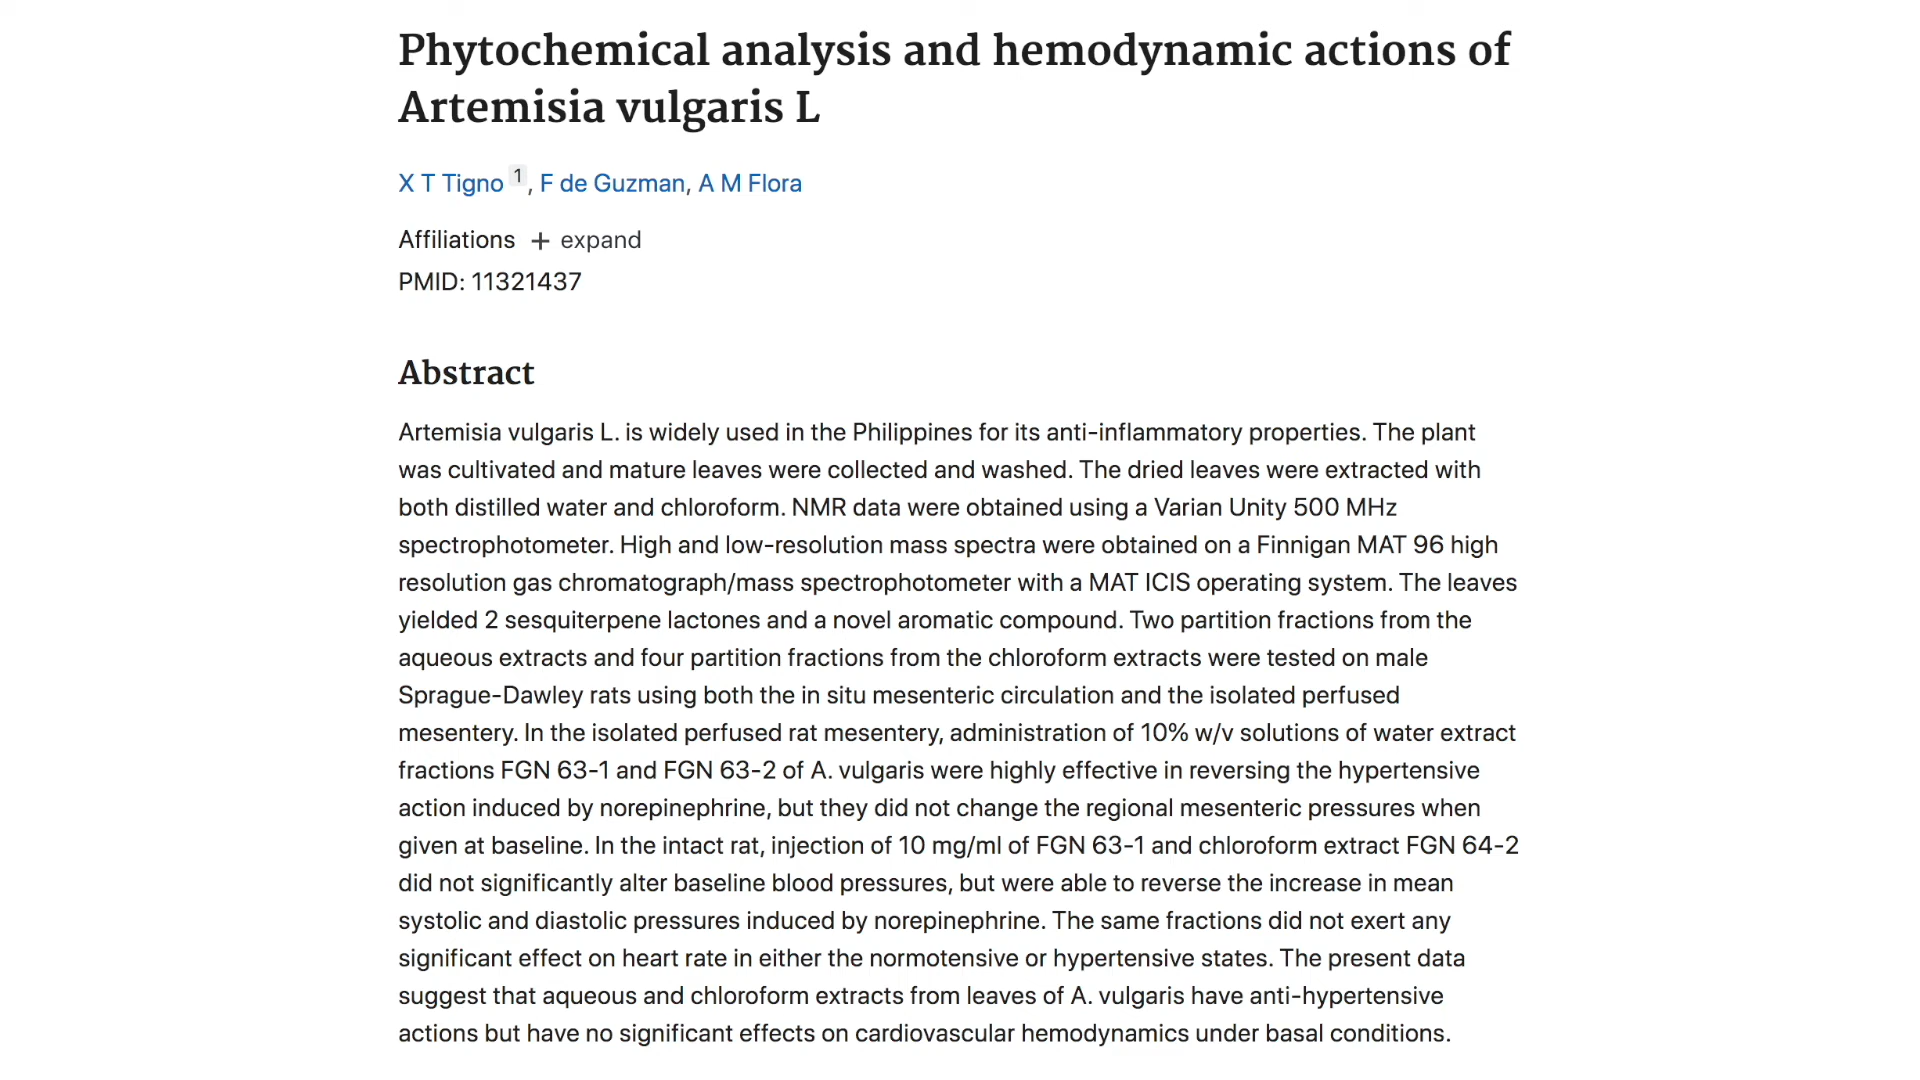 Phytochemical analysis and hemodynamic actions of
Artemisia vulgaris L
X T Tigno 1, F de Guzman, A M Flora
Affiliations + expand
PMID: 11321437
Abstract
Artemisia vulgaris L. is widely used in the Philippines for its anti-inflammatory properties. The plant
was cultivated and mature leaves were collected and washed. The dried leaves were extracted with
both distilled water and chloroform. NMR data were obtained using a Varian Unity 500 MHz
spectrophotometer. High and low-resolution mass spectra were obtained on a Finnigan MAT 96 high
resolution gas chromatograph/mass spectrophotometer with a MAT ICIS operating system. The leaves
yielded 2 sesquiterpene lactones and a novel aromatic compound. Two partition fractions from the
aqueous extracts and four partition fractions from the chloroform extracts were tested on male
Sprague-Dawley rats using both the in situ mesenteric circulation and the isolated perfused
mesentery. In the isolated perfused rat mesentery, administration of 10% w/v solutions of water extract
fractions FGN 63-1 and FGN 63-2 of A. vulgaris were highly effective in reversing the hypertensive
action induced by norepinephrine, but they did not change the regional mesenteric pressures when
given at baseline. In the intact rat, injection of 10 mg/ml of FGN 63-1 and chloroform extract FGN 64-2
did not significantly alter baseline blood pressures, but were able to reverse the increase in mean
systolic and diastolic pressures induced by norepinephrine. The same fractions did not exert any
significant effect on heart rate in either the normotensive or hypertensive states. The present data
suggest that aqueous and chloroform extracts from leaves of A. vulgaris have anti-hypertensive
actions but have no significant effects on cardiovascular hemodynamics under basal conditions.